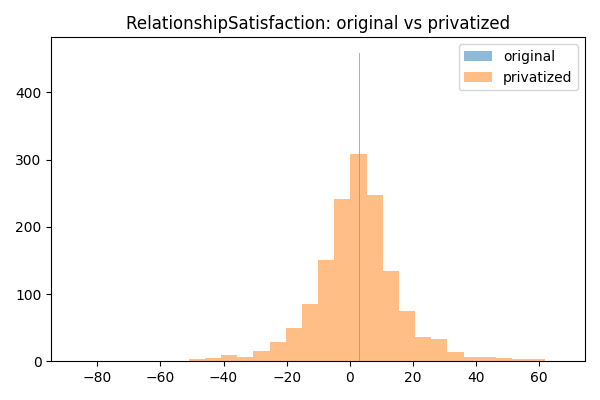 RelationshipSatisfaction: original vs privatized
original
privatized
400
300
200
100
0
−80 −60 −40 −20 0 20 40 60